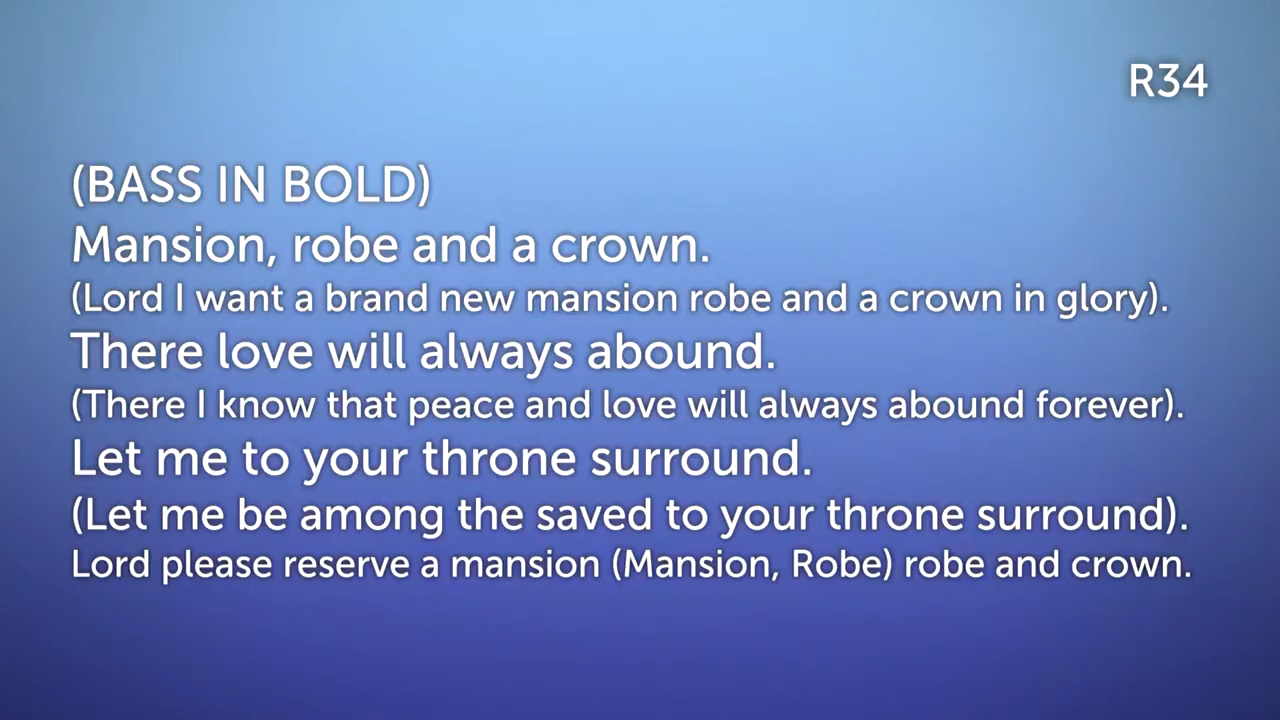 R34
(BASS IN BOLD)
Mansion, robe and a crown.
(Lord I want a brand new mansion robe and a crown in glory).
There love will always abound.
(There I know that peace and love will always abound forever).
Let me to your throne surround.
(Let me be among the saved to your throne surround).
Lord please reserve a mansion (Mansion, Robe) robe and crown.